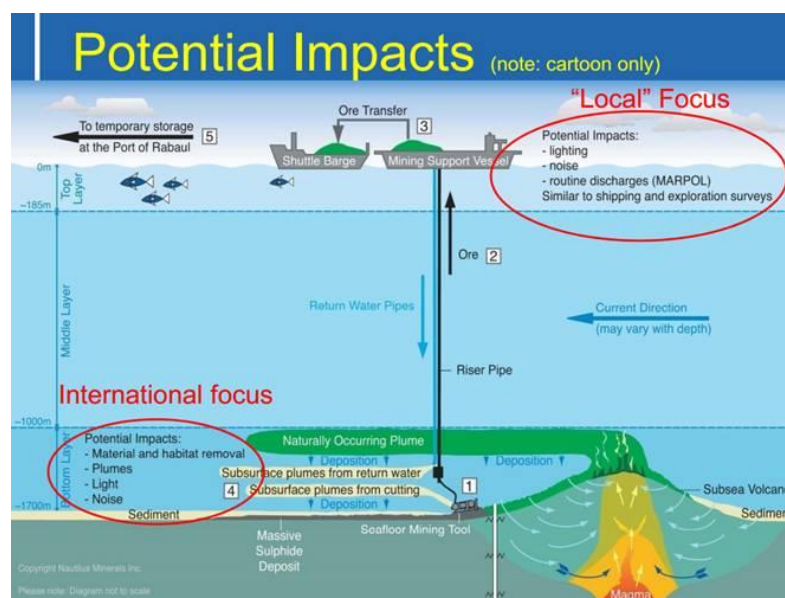 Potential Impacts (note: cartoon only)
"Local" Focus
Ore Transfer
3
To temporary storage
at the Port of Rabaul
5
Shuttle Barge
Mining Support Vessel
Potential Impacts:
- lighting
- noise
- routine discharges (MARPOL)
Similar to shipping and exploration surveys
0m
Top Layer
-185m
Ore 2
Return Water Pipes
Current Direction
(may vary with depth)
Middle Layer
Riser Pipe
International focus
-1000m
Potential Impacts:
- Material and habitat removal
- Plumes
- Light
- Noise
Bottom Layer
Naturally Occurring Plume
Deposition
Deposition
Subsurface plumes from return water
4
Subsurface plumes from cutting
1
Deposition
Subsea Volcano
-1700m
Sediment
Sedimen
Seafloor Mining Tool
Massive
Sulphide
Deposit
Magma
Copyright Nautilus Minerals Inc.
Please note: Diagram not to scale